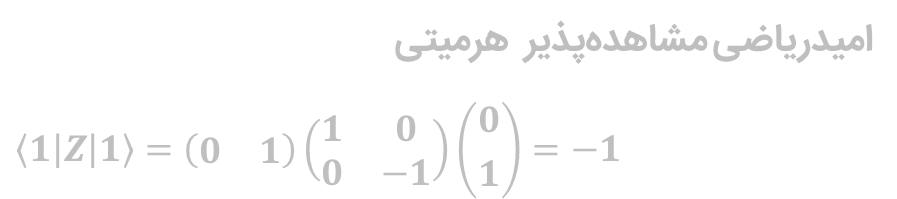 امیدریاضی مشاهده‌پذیر هرمیتی
⟨1|Z|1⟩ = (0 1) (1 0 0 −1) (0 1) = −1